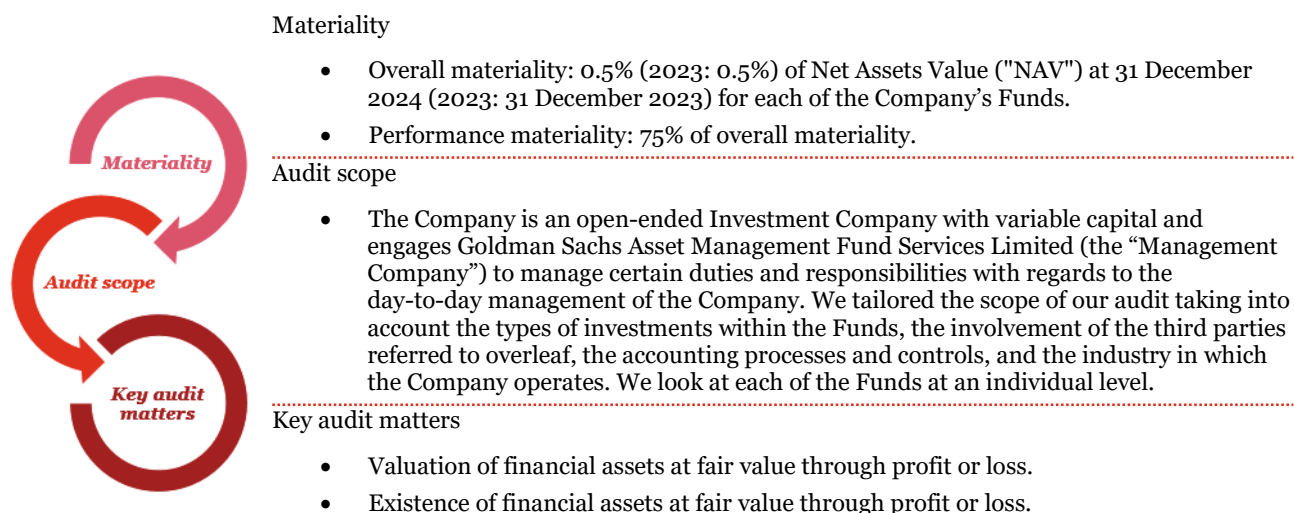 Materiality
• Overall materiality: 0.5% (2023: 0.5%) of Net Assets Value ("NAV") at 31 December
2024 (2023: 31 December 2023) for each of the Company’s Funds.
• Performance materiality: 75% of overall materiality.
Materiality
Audit scope
• The Company is an open-ended Investment Company with variable capital and
engages Goldman Sachs Asset Management Fund Services Limited (the “Management
Company”) to manage certain duties and responsibilities with regards to the
day-to-day management of the Company. We tailored the scope of our audit taking into
account the types of investments within the Funds, the involvement of the third parties
referred to overleaf, the accounting processes and controls, and the industry in which
the Company operates. We look at each of the Funds at an individual level.
Audit scope
Key audit
matters
Key audit matters
• Valuation of financial assets at fair value through profit or loss.
• Existence of financial assets at fair value through profit or loss.